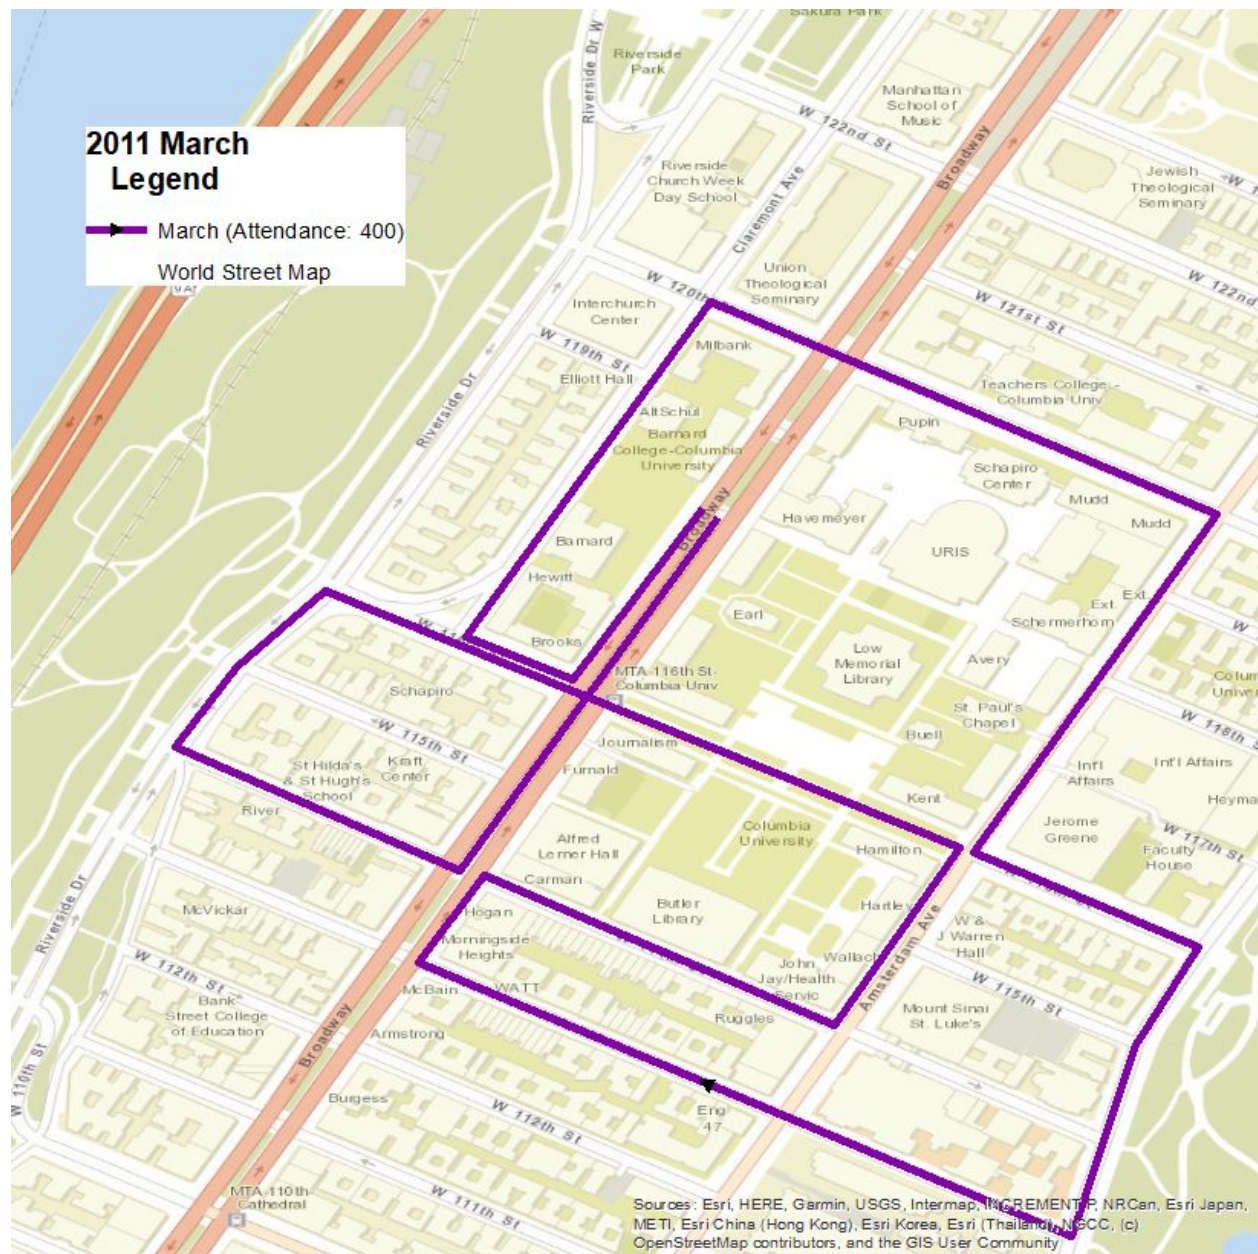 Sakura Park
Riverside
Park
Riverside Dr W
Manhattan
School of
Music
W 122nd St
Broadway
2011 March
Legend
March (Attendance: 400)
World Street Map
9A
Riverside
Church Week
Day School
Claremont Ave
Jewish
Theological
Seminary
W 120th
Union
Theological
Seminary
W 122nd
W 121st St
Interchurch
Center
W 119th St
Milbank
Elliott Hall
Teachers College -
Columbia Univ
Riverside Dr
AltSchul
Barnard
College-Columbia
University
Pupin
Schapiro
Center
Mudd
Mudd
Broadway
Havemeyer
URIS
Barnard
Hewitt
Ext.
Ext.
Schermerhorn
Earl
Brooks
Low
Memorial
Library
Avery
MTA-116th St-
Columbia Univ
Schapiro
St. Paul's
Chapel
W 118th
Buell
W 115th St
Journalism
Furnald
St Hilda's
& St Hugh's
School
Kraft
Center
Int'l
Affairs
Int'l Affairs
Kent
River
Columbia
University
Heyma
Jerome
Greene
W 117th St
Alfred
Lerner Hall
Hamilton
Faculty
House
Carman
Butler
Library
Hartley
McVickar
Hogan
Riverside Dr
Morningside
Heights
W &
J Warren
Hall
W 112th St
John
Jay/Health
Servic
Wallach
Amsterdam Ave
W 115th St
McBain
WATT
Bank
Street College
of Education
Ruggles
Mount Sinai
St. Luke's
Armstrong
Broadway
W 110th St
Burgess
W 112th St
Eng
47
MTA-110th
Cathedral
W 111th St
Sources: Esri, HERE, Garmin, USGS, Intermap, INCREMENT P, NRCan, Esri Japan,
METI, Esri China (Hong Kong), Esri Korea, Esri (Thailand), NGCC, (c)
OpenStreetMap contributors, and the GIS User Community